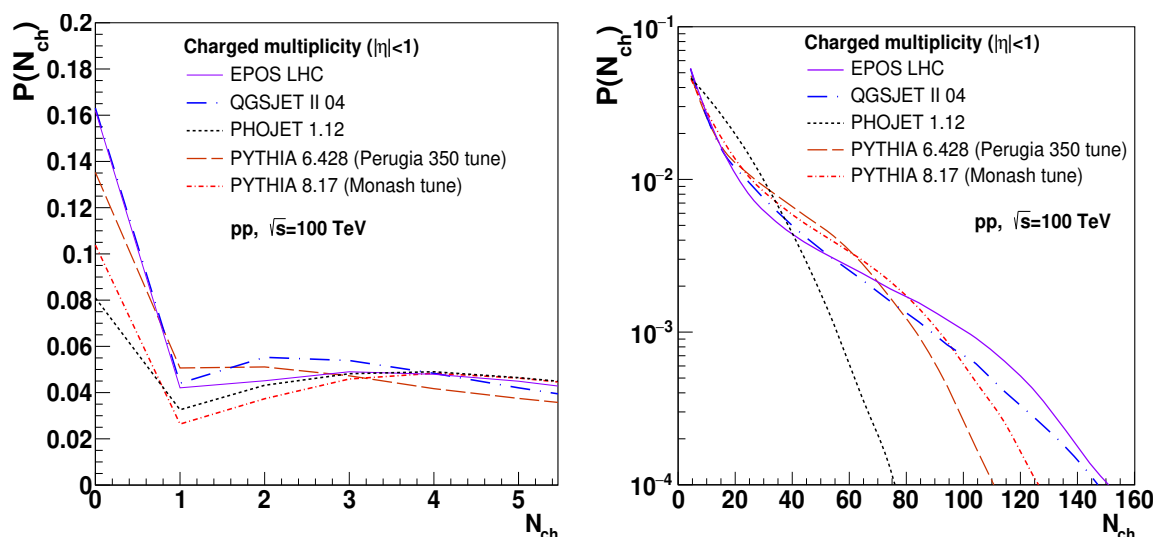 P(N_ch)
0.2
0.18
0.16
0.14
0.12
0.1
0.08
0.06
0.04
0.02
0
Charged multiplicity (|η|<1)
EPOS LHC
QGSJET II 04
PHOJET 1.12
PYTHIA 6.428 (Perugia 350 tune)
PYTHIA 8.17 (Monash tune)
pp, √s=100 TeV
0 1 2 3 4 5
N_ch
P(N_ch)
10⁻¹
10⁻²
10⁻³
10⁻⁴
Charged multiplicity (|η|<1)
EPOS LHC
QGSJET II 04
PHOJET 1.12
PYTHIA 6.428 (Perugia 350 tune)
PYTHIA 8.17 (Monash tune)
pp, √s=100 TeV
0 20 40 60 80 100 120 140 160
N_ch